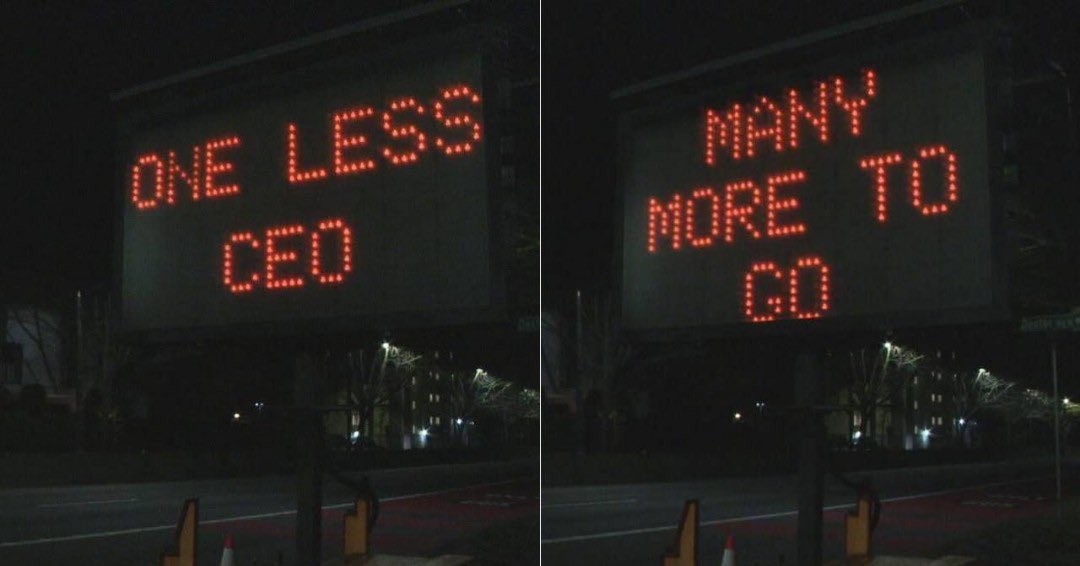 ONE LESS
CEO
MANY
MORE TO
GO